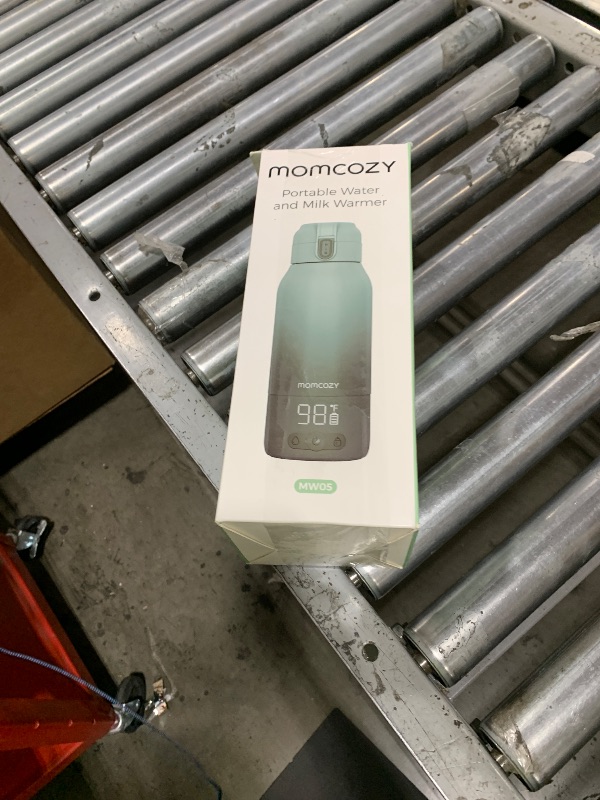 momcozy
Portable Water
and Milk Warmer
momcozy
98°F
MW05